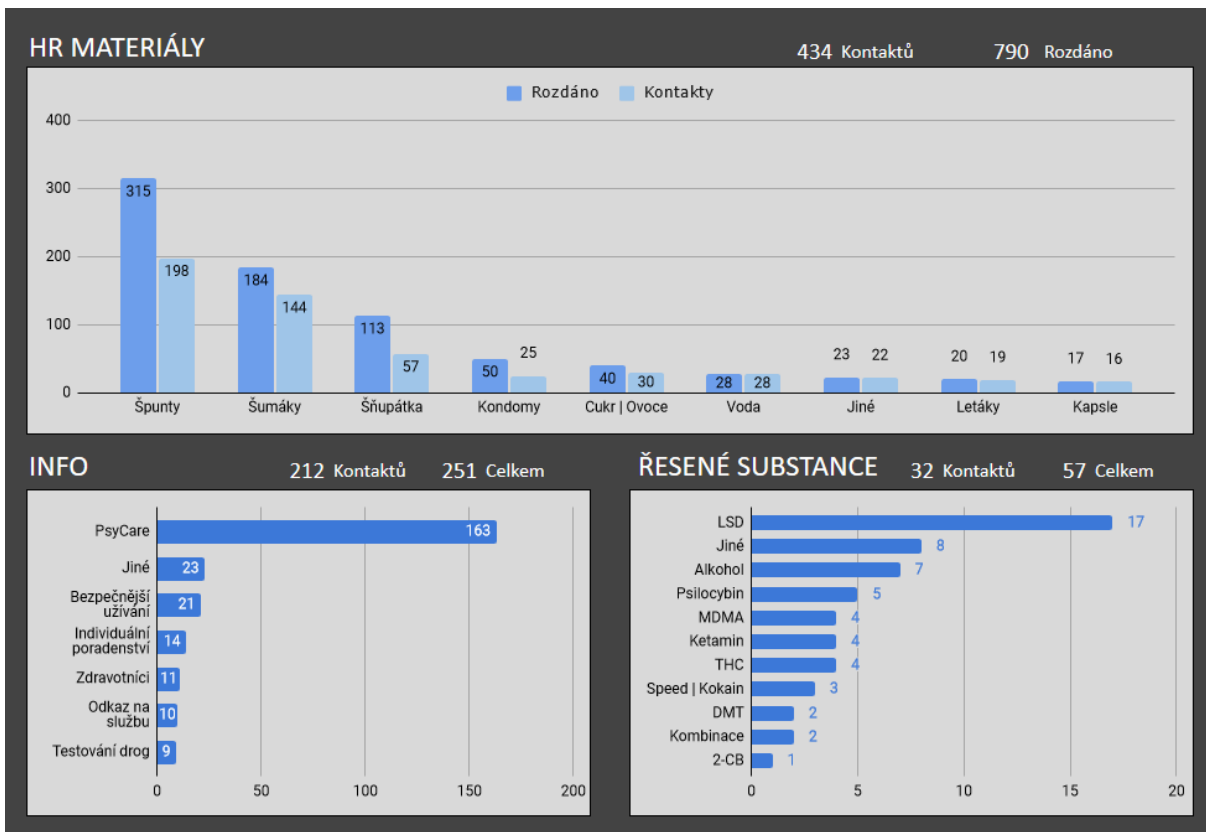 HR MATERIÁLY
434 Kontaktů 790 Rozdáno
Rozdáno Kontakty
400
300
200
100
0
315 198
184 144
113 57
50 25
40 30
28 28
23 22
20 19
17 16
Špunty Šumáky Šňupátka Kondomy Cukr | Ovoce Voda Jiné Letáky Kapsle
INFO
212 Kontaktů 251 Celkem
PsyCare 163
Jiné 23
Bezpečnější
užívání 21
Individuální
poradenství 14
Zdravotníci 11
Odkaz na
službu 10
Testování drog 9
0 50 100 150 200
ŘESENÉ SUBSTANCE
32 Kontaktů 57 Celkem
LSD 17
Jiné 8
Alkohol 7
Psilocybin 5
MDMA 4
Ketamin 4
THC 4
Speed | Kokain 3
DMT 2
Kombinace 2
2-CB 1
0 5 10 15 20